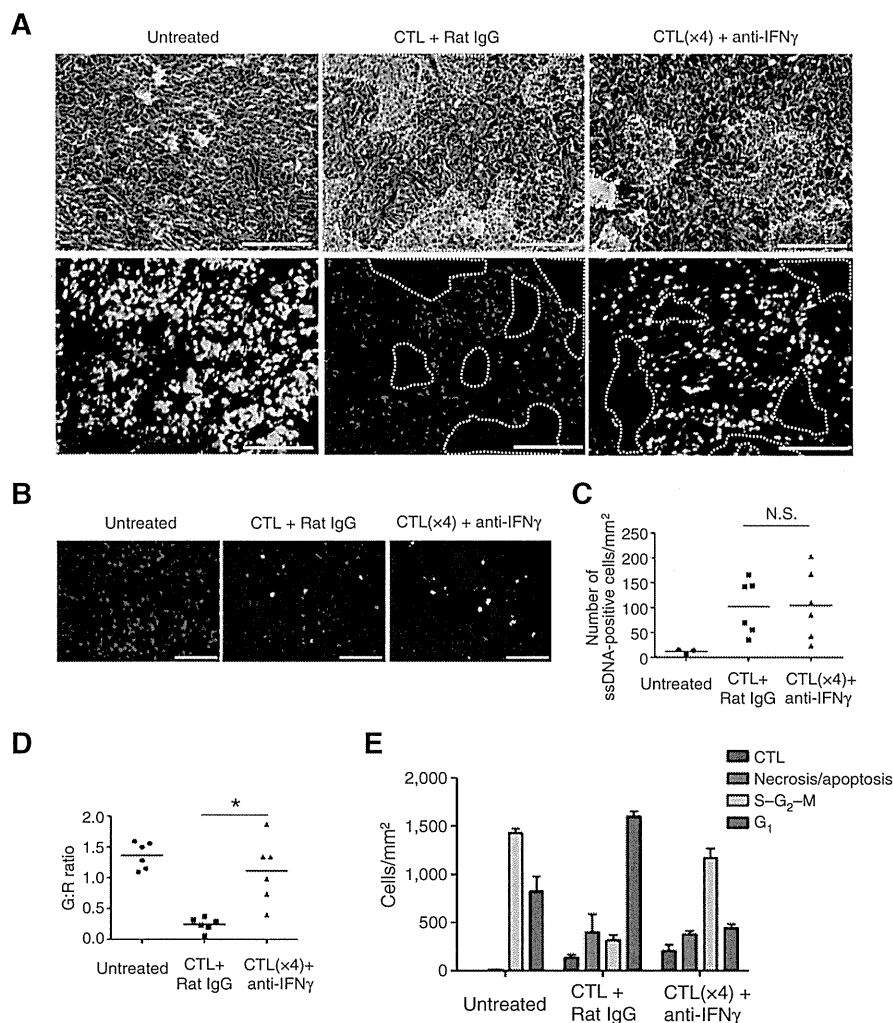 A
Untreated
CTL + Rat IgG
CTL(×4) + anti-IFNγ
B
Untreated
CTL + Rat IgG
CTL(×4) + anti-IFNγ
C
Number of
ssDNA-positive cells/mm²
250
200
150
100
50
0
N.S.
Untreated
CTL+
Rat IgG
CTL(×4)+
anti-IFNγ
D
G:R ratio
2.0
1.5
1.0
0.5
0.0
*
Untreated
CTL+
Rat IgG
CTL(×4)+
anti-IFNγ
E
Cells/mm²
2,000
1,500
1,000
500
0
CTL
Necrosis/apoptosis
S–G₂–M
G₁
Untreated
CTL +
Rat IgG
CTL(×4) +
anti-IFNγ